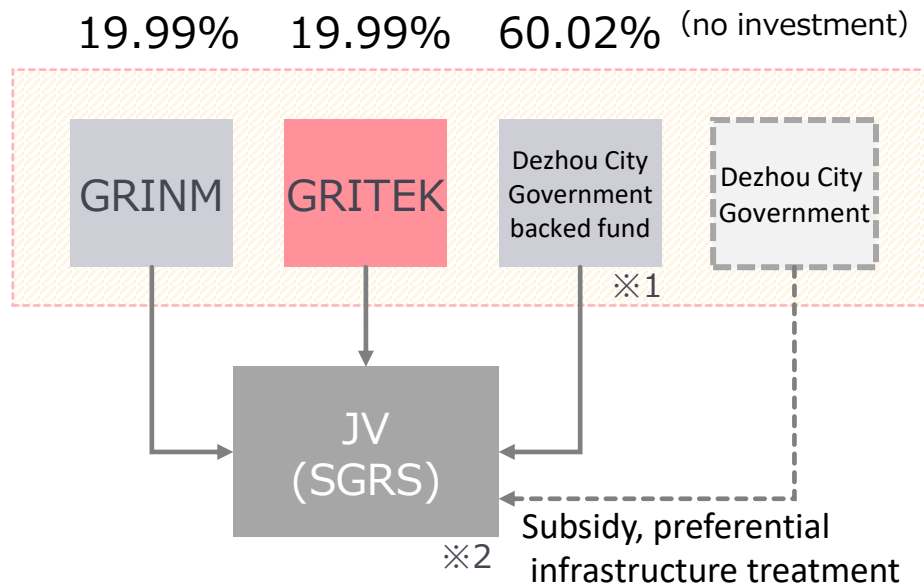 19.99% 19.99% 60.02% (no investment)
GRINM
GRITEK
Dezhou City
Government
backed fund
Dezhou City
Government
※1
JV
(SGRS)
※2
Subsidy, preferential
infrastructure treatment